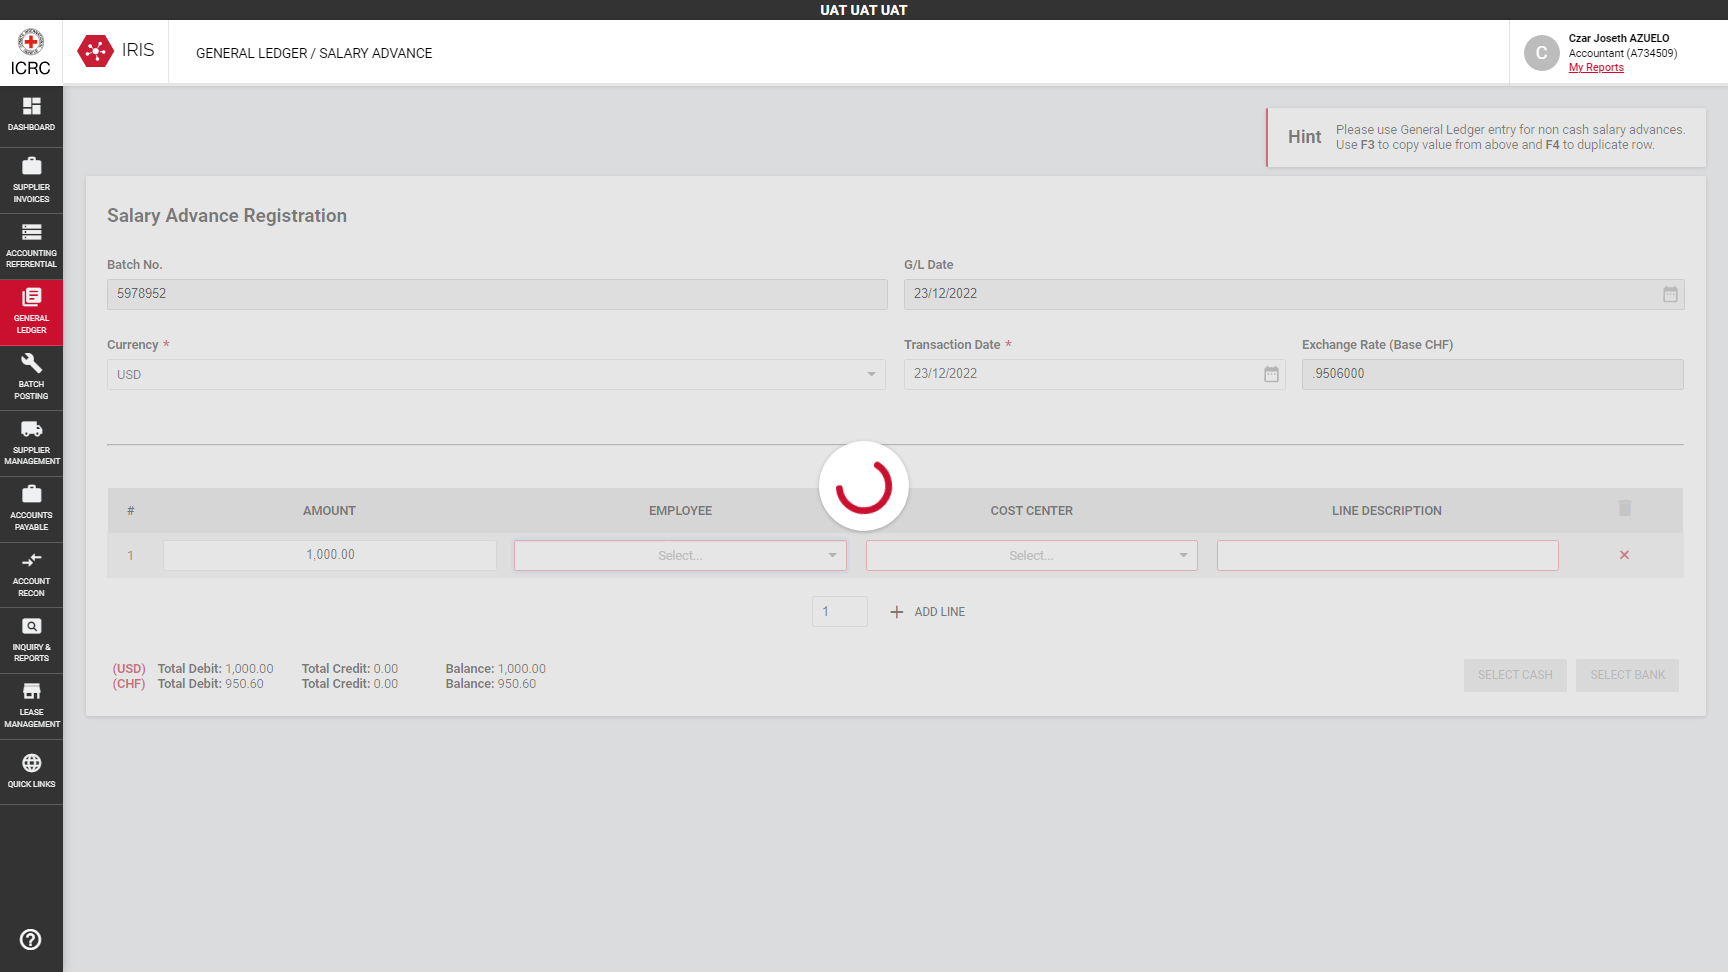 UAT UAT UAT
ICRC
IRIS
GENERAL LEDGER / SALARY ADVANCE
C
Czar Joseth AZUELO
Accountant (A734509)
My Reports
DASHBOARD
SUPPLIER
INVOICES
ACCOUNTING
REFERENTIAL
GENERAL
LEDGER
BATCH
POSTING
SUPPLIER
MANAGEMENT
ACCOUNTS
PAYABLE
ACCOUNT
RECON
INQUIRY &
REPORTS
LEASE
MANAGEMENT
QUICK LINKS
Hint
Please use General Ledger entry for non cash salary advances.
Use F3 to copy value from above and F4 to duplicate row.
Salary Advance Registration
Batch No.
5978952
G/L Date
23/12/2022
Currency *
USD
Transaction Date *
23/12/2022
Exchange Rate (Base CHF)
.9506000
# AMOUNT EMPLOYEE COST CENTER LINE DESCRIPTION
1 1,000.00 Select... Select...
1 ADD LINE
(USD) Total Debit: 1,000.00 Total Credit: 0.00 Balance: 1,000.00
(CHF) Total Debit: 950.60 Total Credit: 0.00 Balance: 950.60
SELECT CASH SELECT BANK